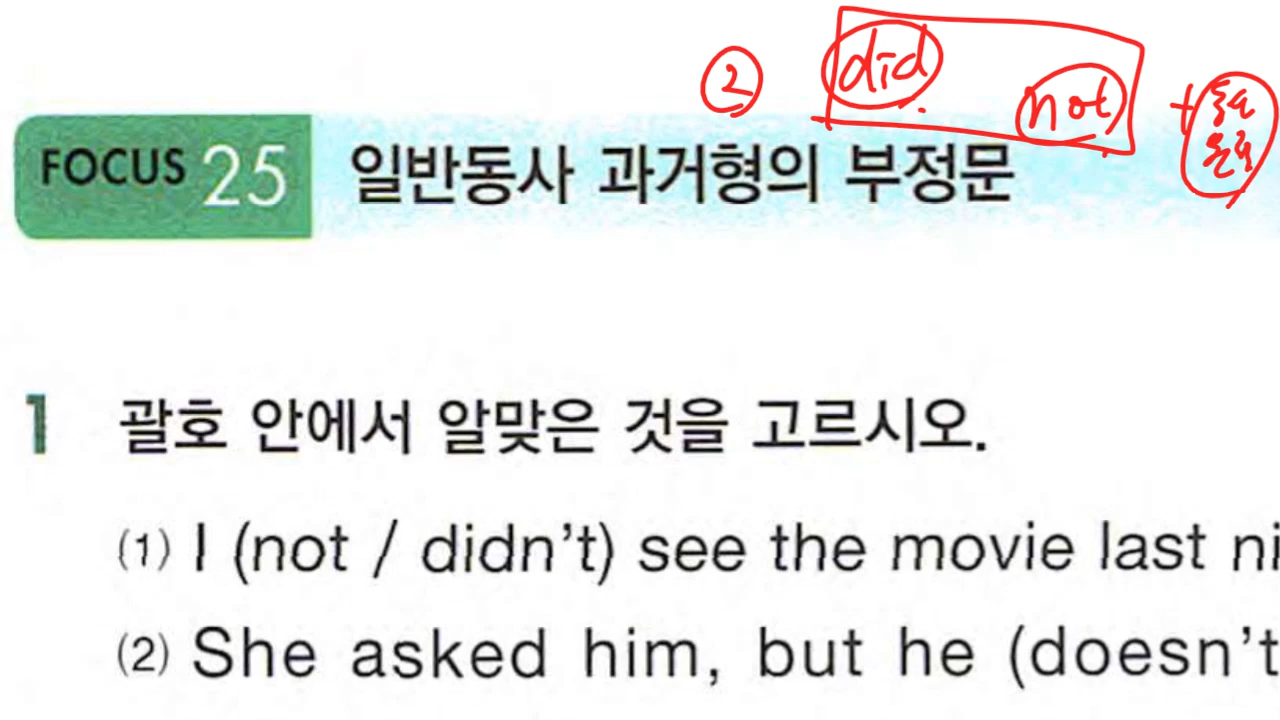 ② did not +동사
원형
FOCUS 25 일반동사 과거형의 부정문
1 괄호 안에서 알맞은 것을 고르시오.
(1) I (not / didn't) see the movie last ni
(2) She asked him, but he (doesn't